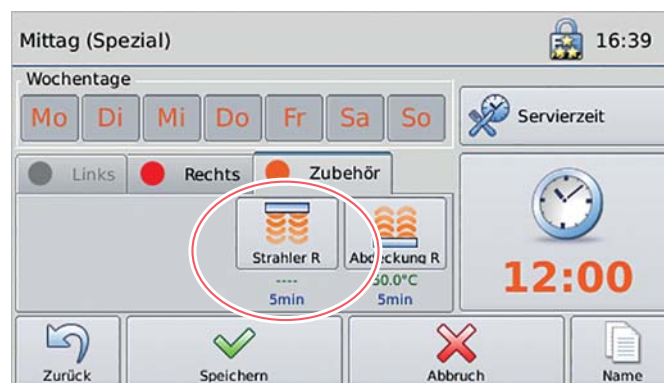 Mittag (Spezial)
16:39
Wochentage
Mo Di Mi Do Fr Sa So
Servierzeit
Links Rechts Zubehör
Strahler R Abdeckung R
---- 50.0°C
5min 5min
12:00
Zurück Speichern Abbruch Name